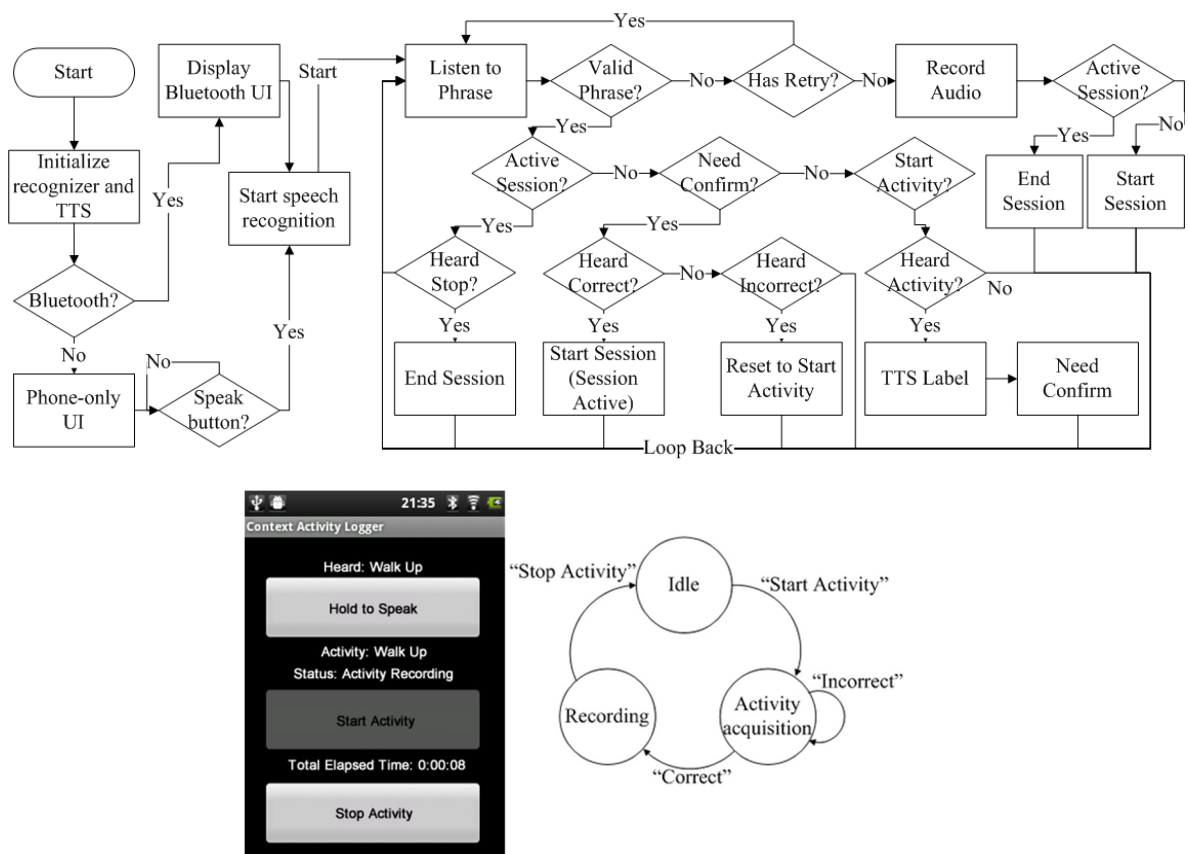 Start
Initialize
recognizer and
TTS
Bluetooth?
Yes
No
Phone-only
UI
No
Speak
button?
Yes
Display
Bluetooth UI
Start speech
recognition
Start
Yes
Listen to
Phrase
Valid
Phrase?
No
Has Retry?
No
Record
Audio
Active
Session?
Yes
No
End
Session
Start
Session
Yes
Active
Session?
No
Need
Confirm?
No
Start
Activity?
Yes
Yes
Heard
Stop?
Heard
Correct?
No
Heard
Incorrect?
Heard
Activity?
No
Yes
Yes
Yes
Yes
End Session
Start Session
(Session
Active)
Reset to Start
Activity
TTS Label
Need
Confirm
Loop Back
21:35
Context Activity Logger
Heard: Walk Up
Hold to Speak
Activity: Walk Up
Status: Activity Recording
Start Activity
Total Elapsed Time: 0:00:08
Stop Activity
“Stop Activity”
Idle
“Start Activity”
“Incorrect”
Recording
Activity
acquisition
“Correct”